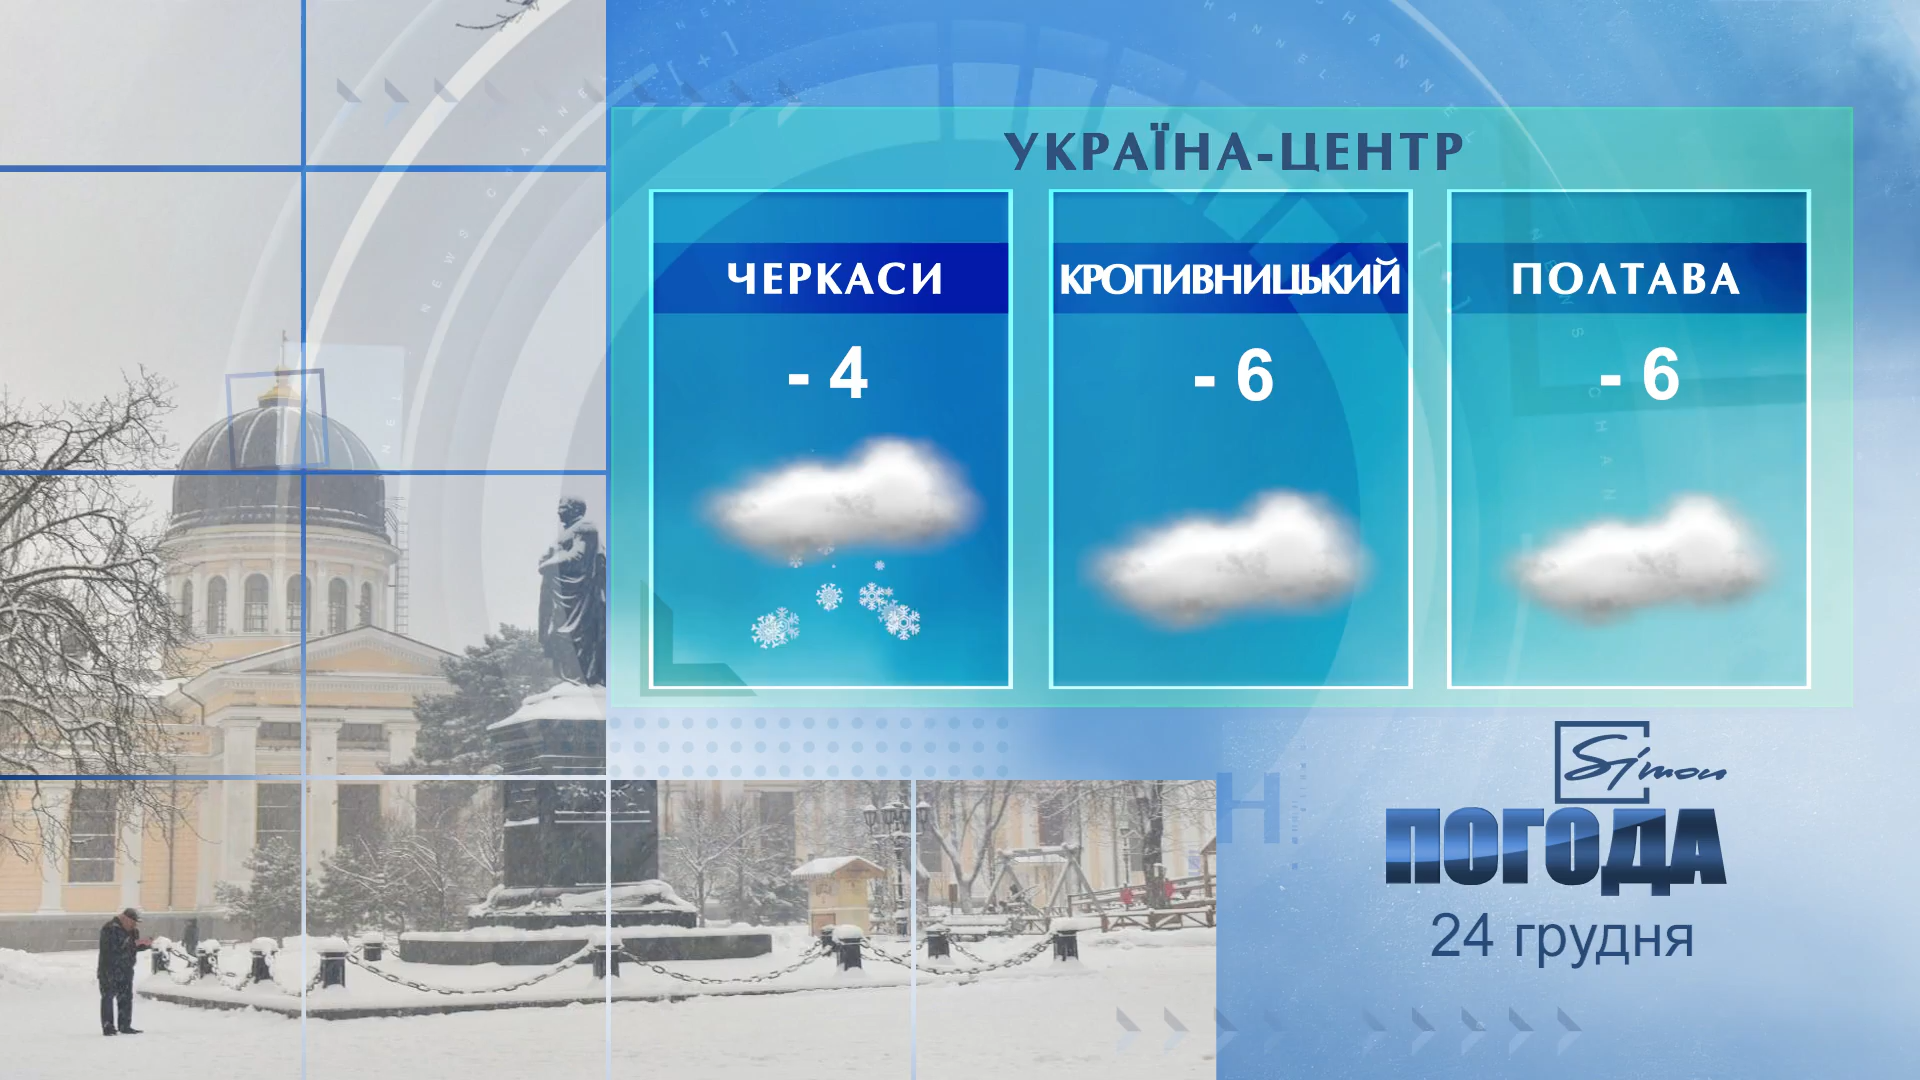 УКРАЇНА-ЦЕНТР
ЧЕРКАСИ
КРОПИВНИЦЬКИЙ
ПОЛТАВА
- 4
- 6
- 6
Simon
ПОГОДА
24 грудня